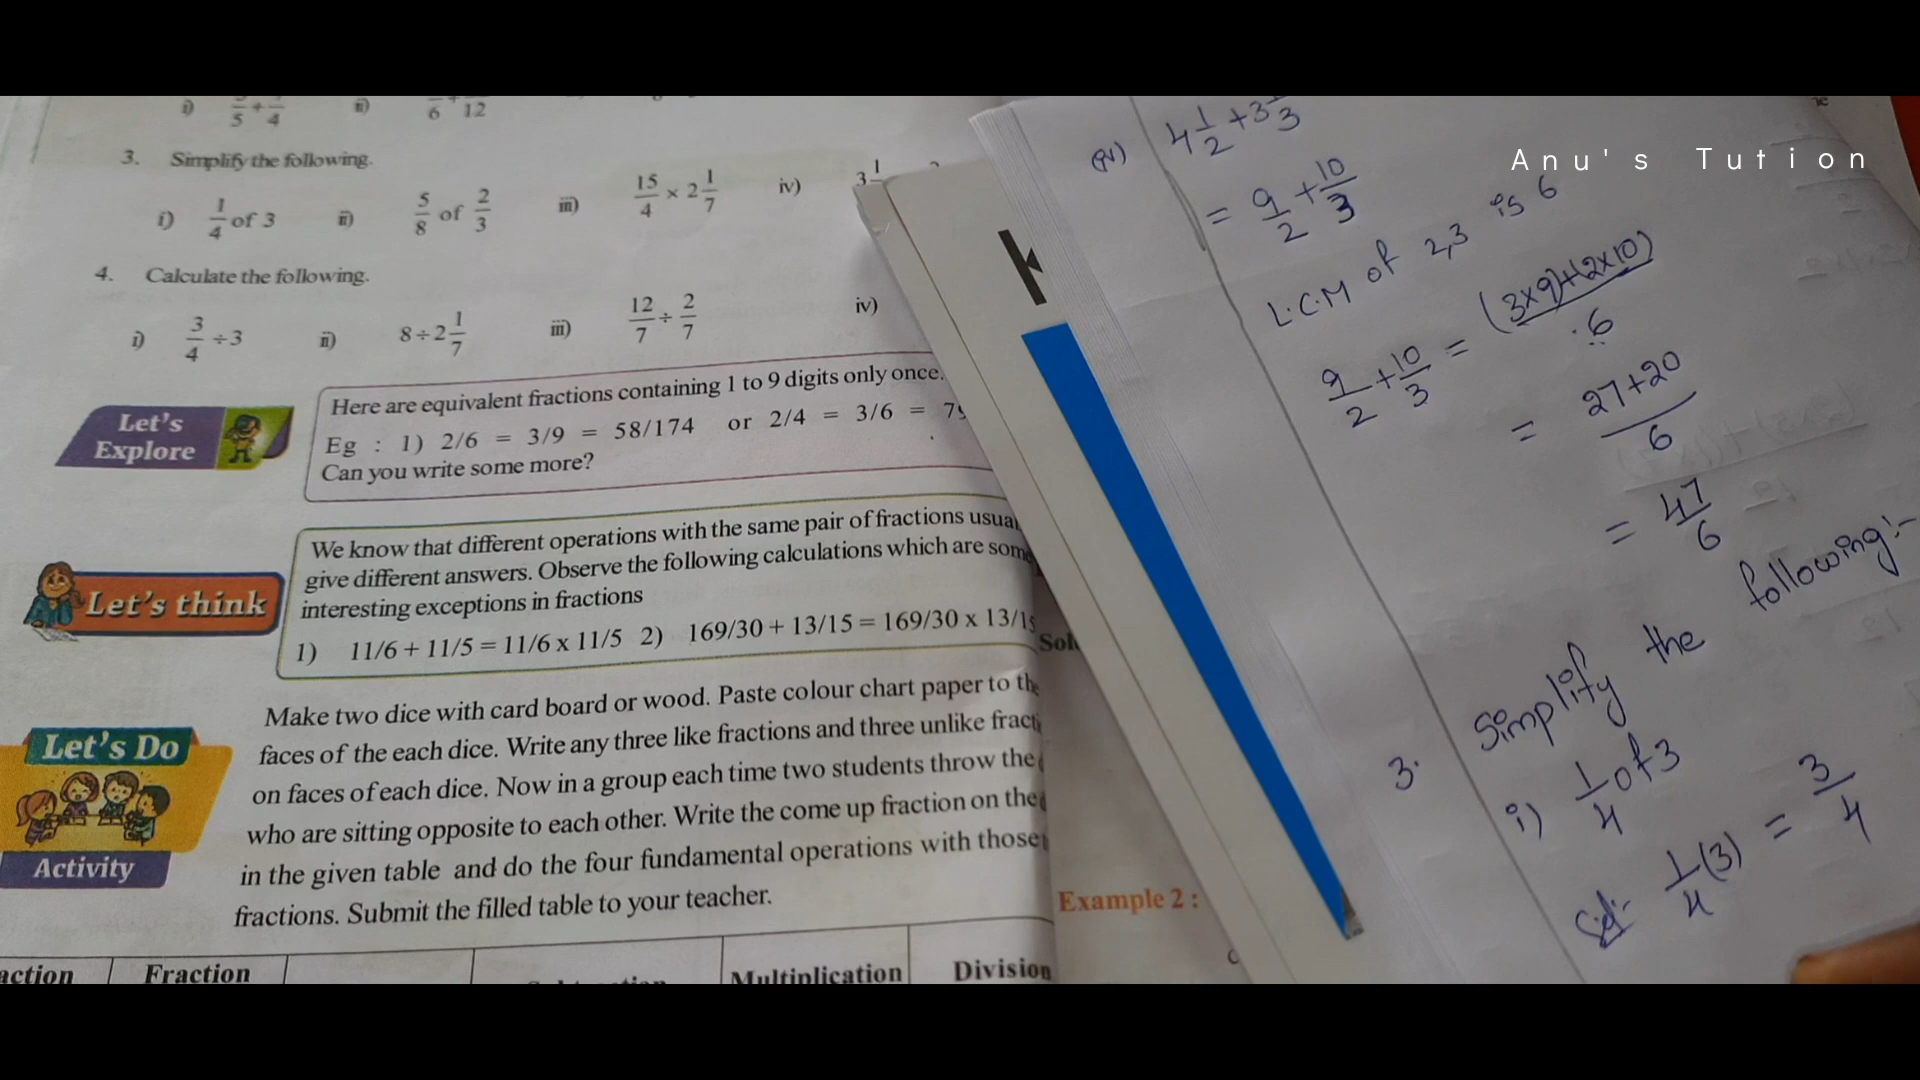 Anu's Tution
i) 5 + 4 ii) 6 + 12
3. Simplify the following.
i) 1/4 of 3 ii) 5/8 of 2/3 iii) 15/4 × 2 1/7 iv) 3 1
4. Calculate the following.
i) 3/4 ÷3 ii) 8÷2 1/7 iii) 12/7 ÷ 2/7 iv)
Let's
Explore
Here are equivalent fractions containing 1 to 9 digits only once.
Eg : 1) 2/6 = 3/9 = 58/174 or 2/4 = 3/6 = 79
Can you write some more?
Let's think
We know that different operations with the same pair of fractions usua
give different answers. Observe the following calculations which are som
interesting exceptions in fractions
1) 11/6 + 11/5 = 11/6 x 11/5 2) 169/30 + 13/15 = 169/30 x 13/15
Let's Do
Activity
Make two dice with card board or wood. Paste colour chart paper to th
faces of the each dice. Write any three like fractions and three unlike fracti
on faces of each dice. Now in a group each time two students throw the
who are sitting opposite to each other. Write the come up fraction on the
in the given table and do the four fundamental operations with those
fractions. Submit the filled table to your teacher.
action Fraction Multiplication Division
Example 2 :
(iv) 4 1/2 + 3 1/3
= 9/2 + 10/3
L.C.M of 2,3 is 6
9/2 + 10/3 = (3×9)+(2×10)/6
= 27+20/6
= 47/6
3. Simplify the following:-
i) 1/4 of 3
Sol:- 1/4 (3) = 3/4